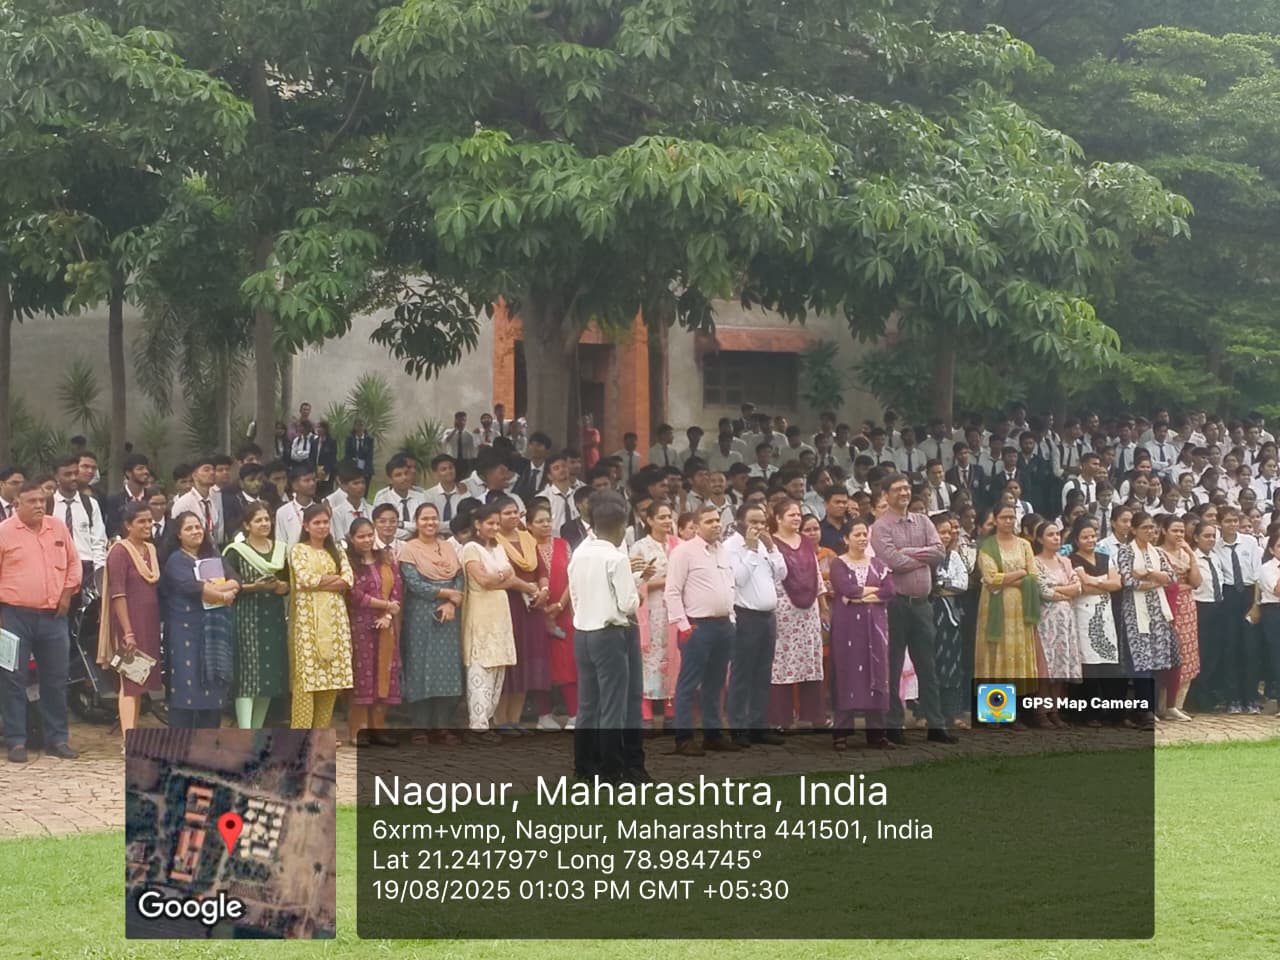 GPS Map Camera
Nagpur, Maharashtra, India
6xrm+vmp, Nagpur, Maharashtra 441501, India
Lat 21.241797° Long 78.984745°
19/08/2025 01:03 PM GMT +05:30
Google